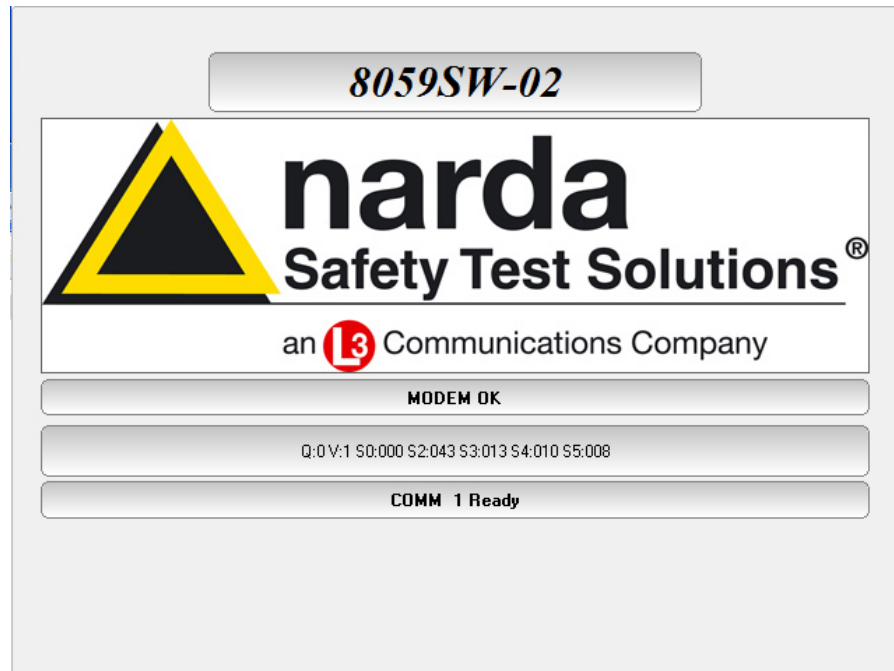 8059SW-02
narda
Safety Test Solutions ®
an L3 Communications Company
MODEM OK
Q:0 V:1 S0:000 S2:043 S3:013 S4:010 S5:008
COMM 1 Ready